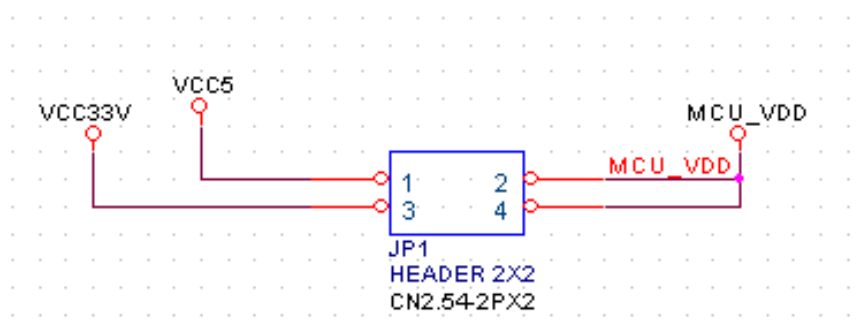 VCC5
VCC33V
MCU_VDD
MCU_VDD
1 2
3 4
JP1
HEADER 2X2
CN2.54-2PX2